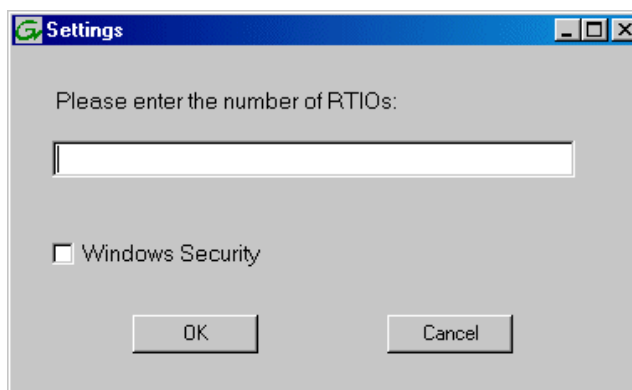 Settings
Please enter the number of RTIOs:
Windows Security
OK
Cancel